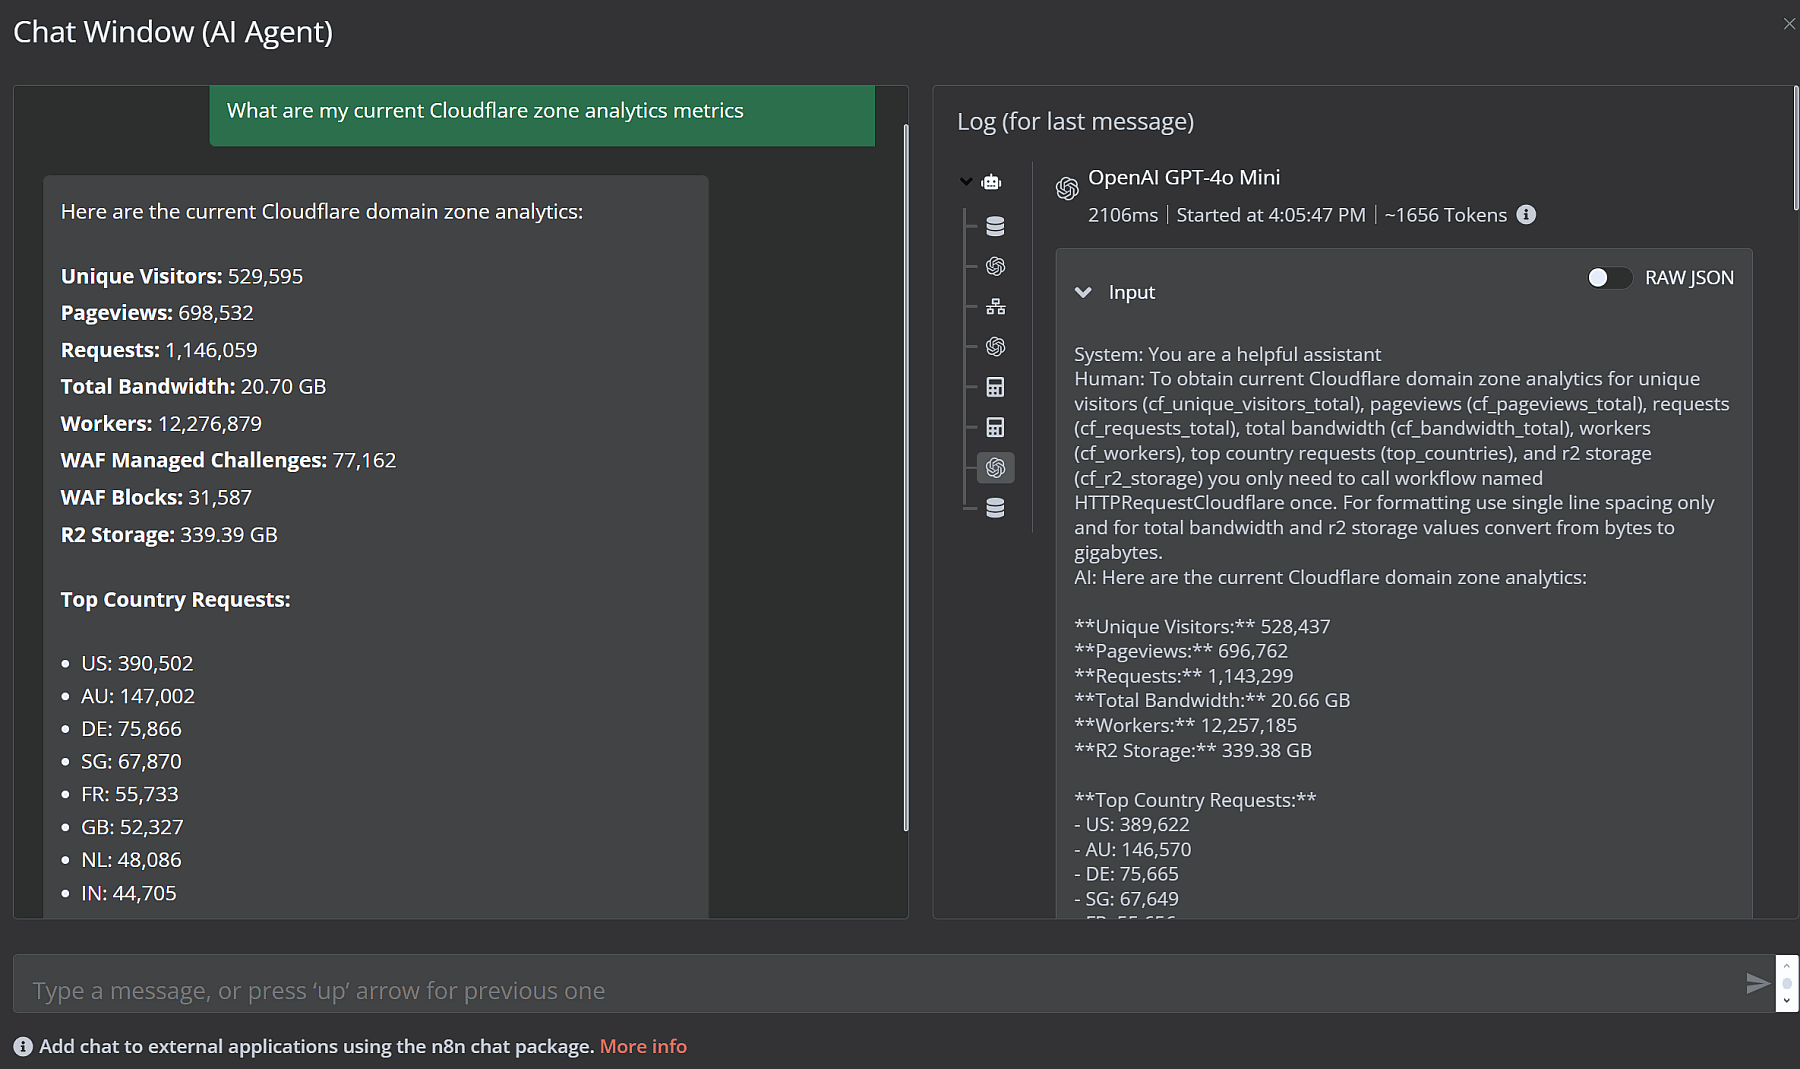 Chat Window (AI Agent)
What are my current Cloudflare zone analytics metrics
Here are the current Cloudflare domain zone analytics:
Unique Visitors: 529,595
Pageviews: 698,532
Requests: 1,146,059
Total Bandwidth: 20.70 GB
Workers: 12,276,879
WAF Managed Challenges: 77,162
WAF Blocks: 31,587
R2 Storage: 339.39 GB
Top Country Requests:
• US: 390,502
• AU: 147,002
• DE: 75,866
• SG: 67,870
• FR: 55,733
• GB: 52,327
• NL: 48,086
• IN: 44,705
Log (for last message)
OpenAI GPT-4o Mini
2106ms | Started at 4:05:47 PM | ~1656 Tokens
Input
RAW JSON
System: You are a helpful assistant
Human: To obtain current Cloudflare domain zone analytics for unique
visitors (cf_unique_visitors_total), pageviews (cf_pageviews_total), requests
(cf_requests_total), total bandwidth (cf_bandwidth_total), workers
(cf_workers), top country requests (top_countries), and r2 storage
(cf_r2_storage) you only need to call workflow named
HTTPRequestCloudflare once. For formatting use single line spacing only
and for total bandwidth and r2 storage values convert from bytes to
gigabytes.
AI: Here are the current Cloudflare domain zone analytics:
**Unique Visitors:** 528,437
**Pageviews:** 696,762
**Requests:** 1,143,299
**Total Bandwidth:** 20.66 GB
**Workers:** 12,257,185
**R2 Storage:** 339.38 GB
**Top Country Requests:**
- US: 389,622
- AU: 146,570
- DE: 75,665
- SG: 67,649
Type a message, or press ‘up’ arrow for previous one
Add chat to external applications using the n8n chat package. More info